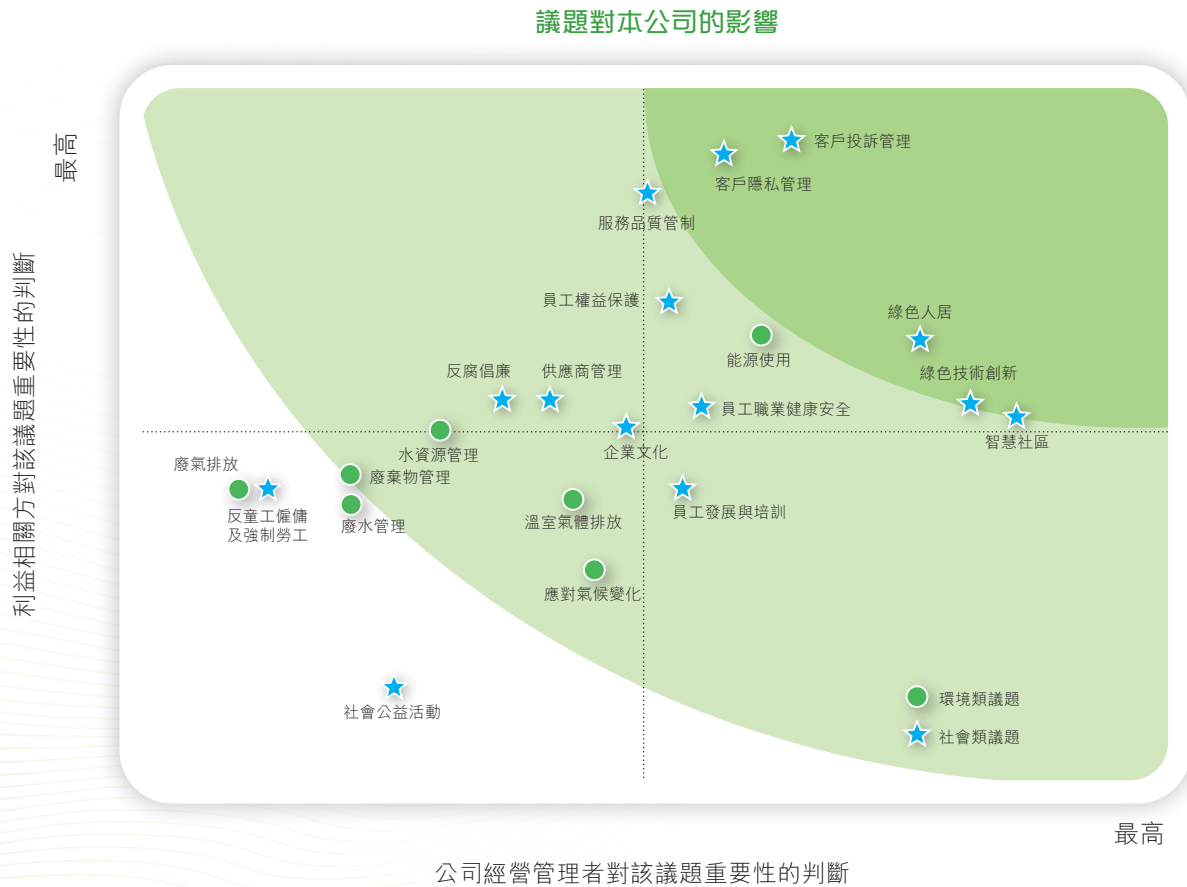 議題對本公司的影響
最高
利益相關方對該議題重要性的判斷
客戶投訴管理
客戶隱私管理
服務品質管制
員工權益保護
綠色人居
能源使用
反腐倡廉
供應商管理
綠色技術創新
員工職業健康安全
智慧社區
企業文化
水資源管理
廢氣排放
廢棄物管理
反童工僱傭
及強制勞工
廢水管理
溫室氣體排放
員工發展與培訓
應對氣候變化
社會公益活動
環境類議題
社會類議題
最高
公司經營管理者對該議題重要性的判斷